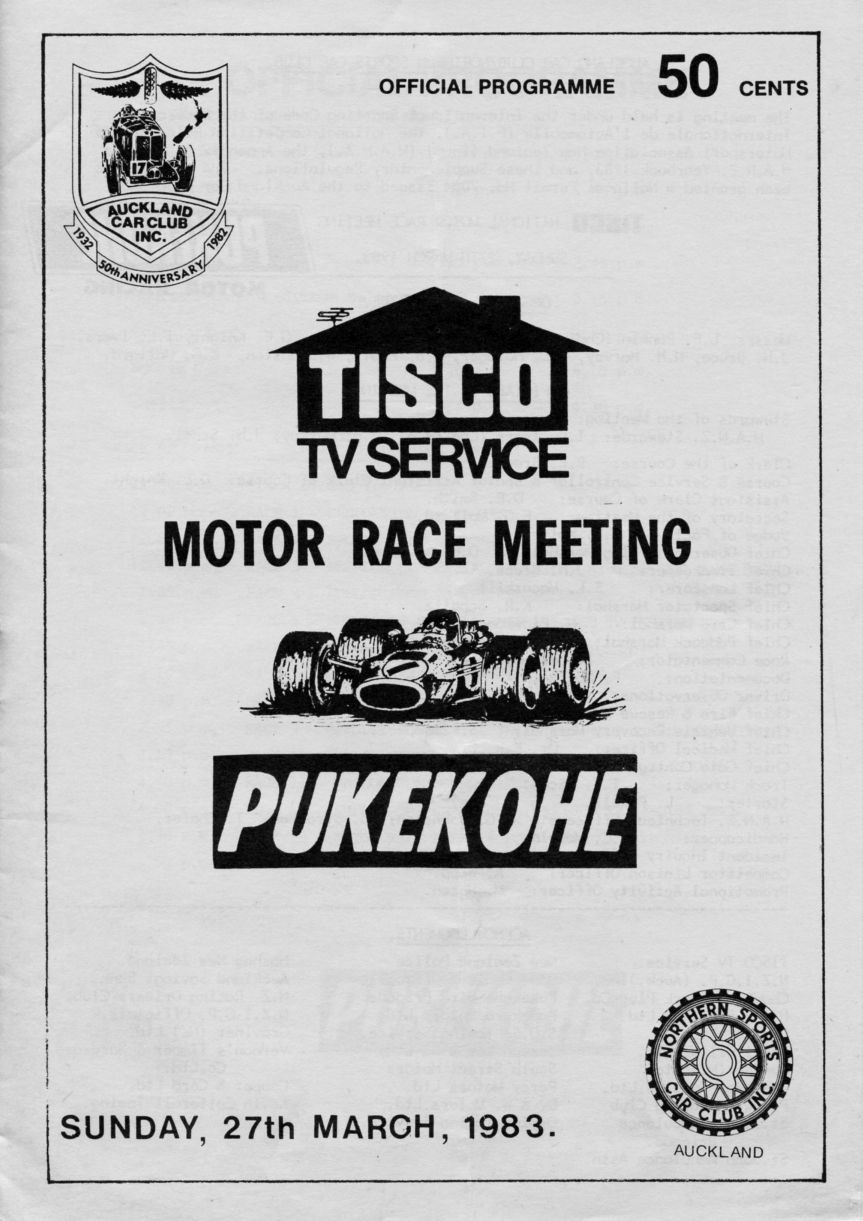 OFFICIAL PROGRAMME 50 CENTS
17
AUCKLAND
CAR CLUB
INC.
1932
50th ANNIVERSARY
1982
TISCO
TV SERVICE
MOTOR RACE MEETING
1
PUKEKOHE
NORTHERN SPORTS
CAR CLUB INC.
AUCKLAND
SUNDAY, 27th MARCH, 1983.